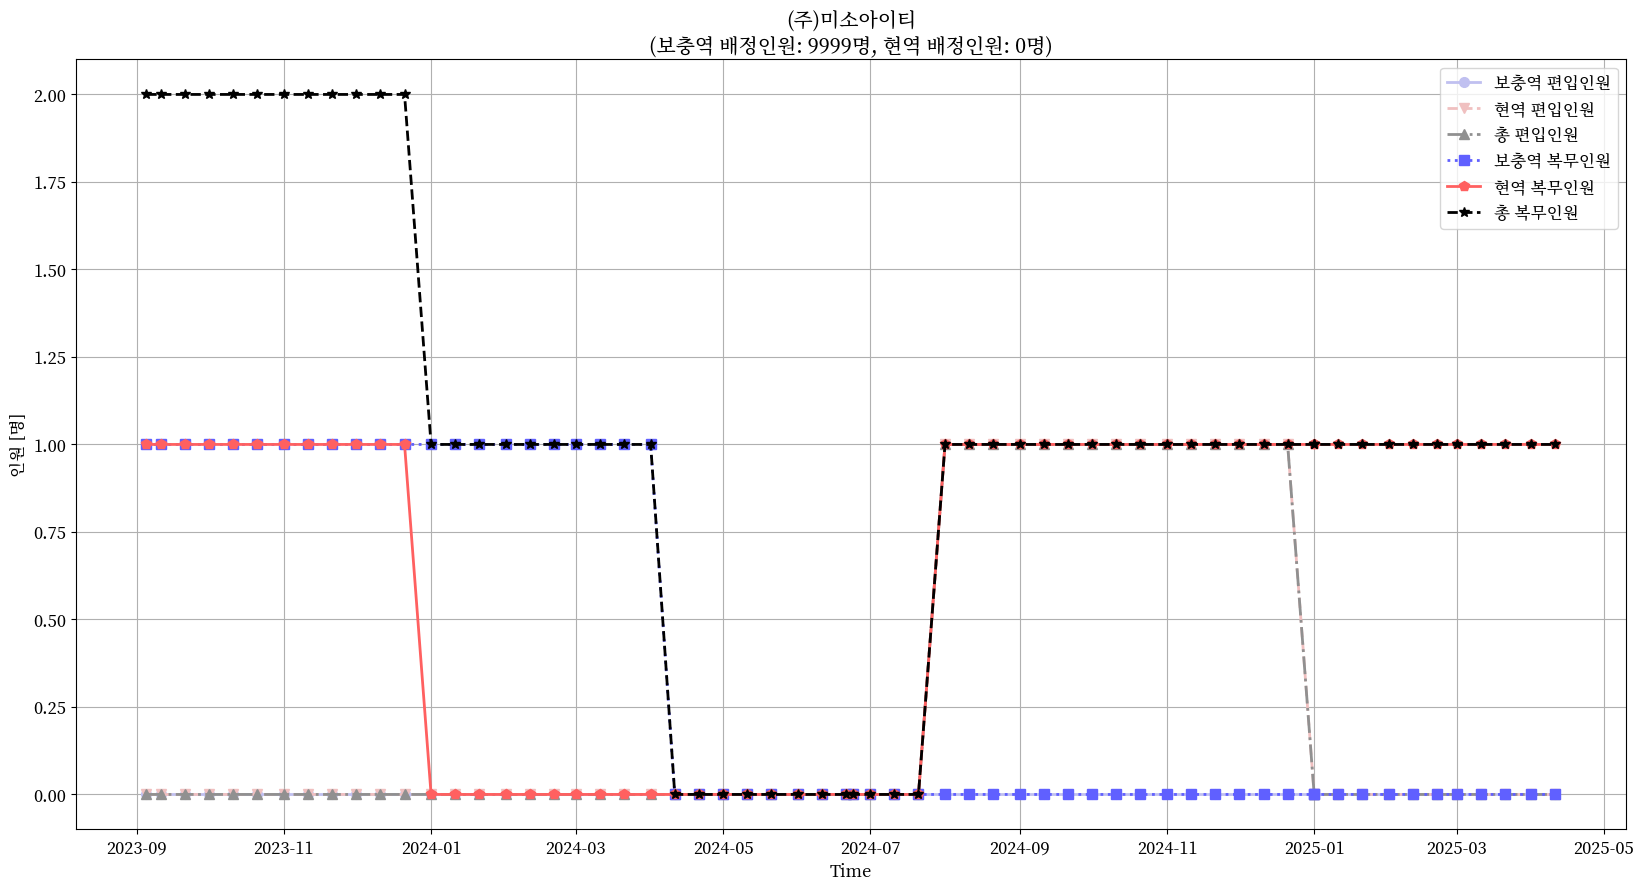 (주)미소아이티
(보충역 배정인원: 9999명, 현역 배정인원: 0명)
보충역 편입인원
현역 편입인원
총 편입인원
보충역 복무인원
현역 복무인원
총 복무인원
인원 [명]
2.00
1.75
1.50
1.25
1.00
0.75
0.50
0.25
0.00
2023-09 2023-11 2024-01 2024-03 2024-05 2024-07 2024-09 2024-11 2025-01 2025-03 2025-05
Time